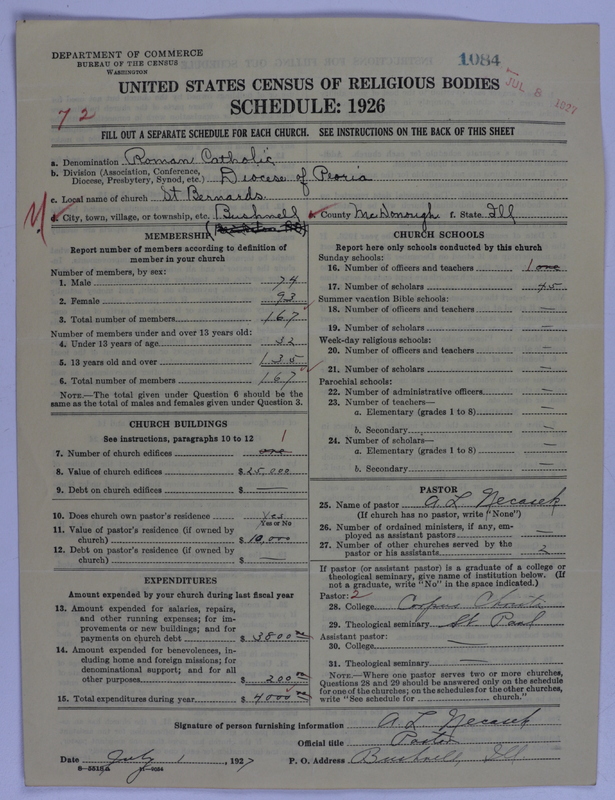 DEPARTMENT OF COMMERCE
BUREAU OF THE CENSUS
WASHINGTON
1084
JUL 8 1927
UNITED STATES CENSUS OF RELIGIOUS BODIES
SCHEDULE: 1926
72
FILL OUT A SEPARATE SCHEDULE FOR EACH CHURCH. SEE INSTRUCTIONS ON THE BACK OF THIS SHEET
a. Denomination Roman Catholic
b. Division (Association, Conference, Diocese, Presbytery, Synod, etc.) Diocese of Peoria
c. Local name of church St Bernards
d. City, town, village, or township, etc. Bushnell County McDonough f. State Ill
MEMBERSHIP
Report number of members according to definition of
member in your church
Number of members, by sex:
1. Male 74
2. Female 93
3. Total number of members 167
Number of members under and over 13 years old:
4. Under 13 years of age 32
5. 13 years old and over 135
6. Total number of members 167
NOTE.—The total given under Question 6 should be
the same as the total of males and females given under Question 3.
CHURCH BUILDINGS
See instructions, paragraphs 10 to 12
7. Number of church edifices one 1
8. Value of church edifices $25,000
9. Debt on church edifices $ —
10. Does church own pastor's residence Yes
Yes or No
11. Value of pastor's residence (if owned by
church) $ 10,000
12. Debt on pastor's residence (if owned by
church) $ —
EXPENDITURES
Amount expended by your church during last fiscal year
13. Amount expended for salaries, repairs,
and other running expenses; for im-
provements or new buildings; and for
payments on church debt $ 3800 00
14. Amount expended for benevolences, in-
cluding home and foreign missions; for
denominational support; and for all
other purposes $ 200 00
15. Total expenditures during year $ 4000 00
CHURCH SCHOOLS
Report here only schools conducted by this church
Sunday schools:
16. Number of officers and teachers 1 one
17. Number of scholars 45
Summer vacation Bible schools:
18. Number of officers and teachers —
19. Number of scholars —
Week-day religious schools:
20. Number of officers and teachers —
21. Number of scholars —
Parochial schools:
22. Number of administrative officers —
23. Number of teachers—
a. Elementary (grades 1 to 8) —
b. Secondary —
24. Number of scholars—
a. Elementary (grades 1 to 8) —
b. Secondary —
PASTOR
25. Name of pastor A L Necasek
(If church has no pastor, write "None")
26. Number of ordained ministers, if any, em-
ployed as assistant pastors —
27. Number of other churches served by the
pastor or his assistants 2
If pastor (or assistant pastor) is a graduate of a college or
theological seminary, give name of institution below. (If
not a graduate, write "No" in the space indicated.)
Pastor: 2
28. College Corpus Christi
29. Theological seminary St. Paul
Assistant pastor:
30. College —
31. Theological seminary —
NOTE.—Where one pastor serves two or more churches,
Questions 28 and 29 should be answered only on the schedule
for one of the churches; on the schedules for the other churches,
write "See schedule for church."
Signature of person furnishing information A L Necasek
Official title Pastor
Date July 1, 1927 P. O. Address Bushnell Ill